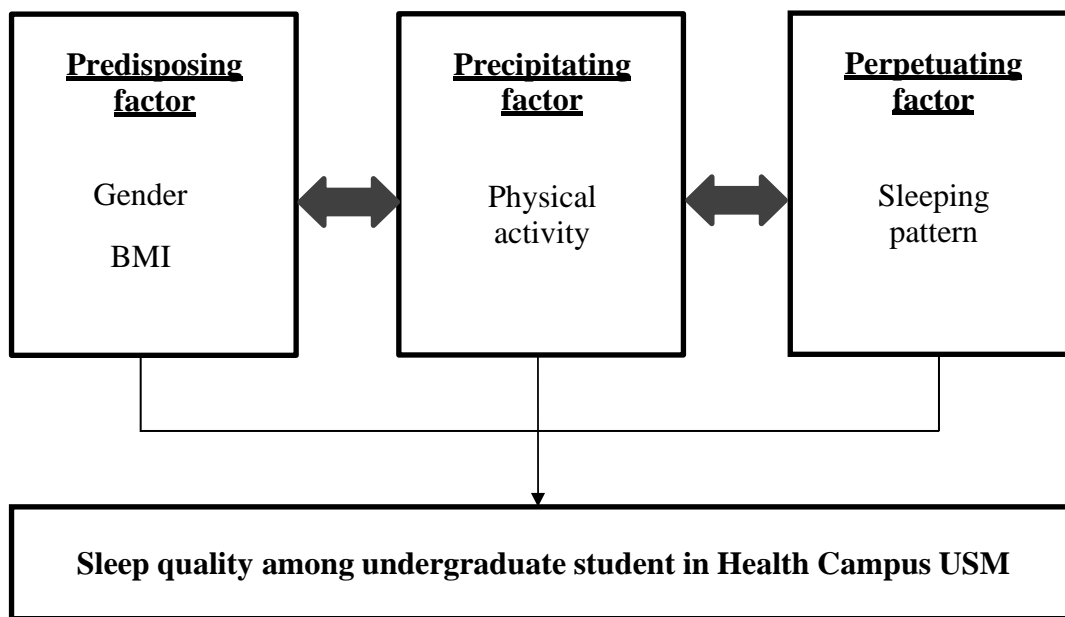 Predisposing
factor
Gender
BMI
Precipitating
factor
Physical
activity
Perpetuating
factor
Sleeping
pattern
Sleep quality among undergraduate student in Health Campus USM